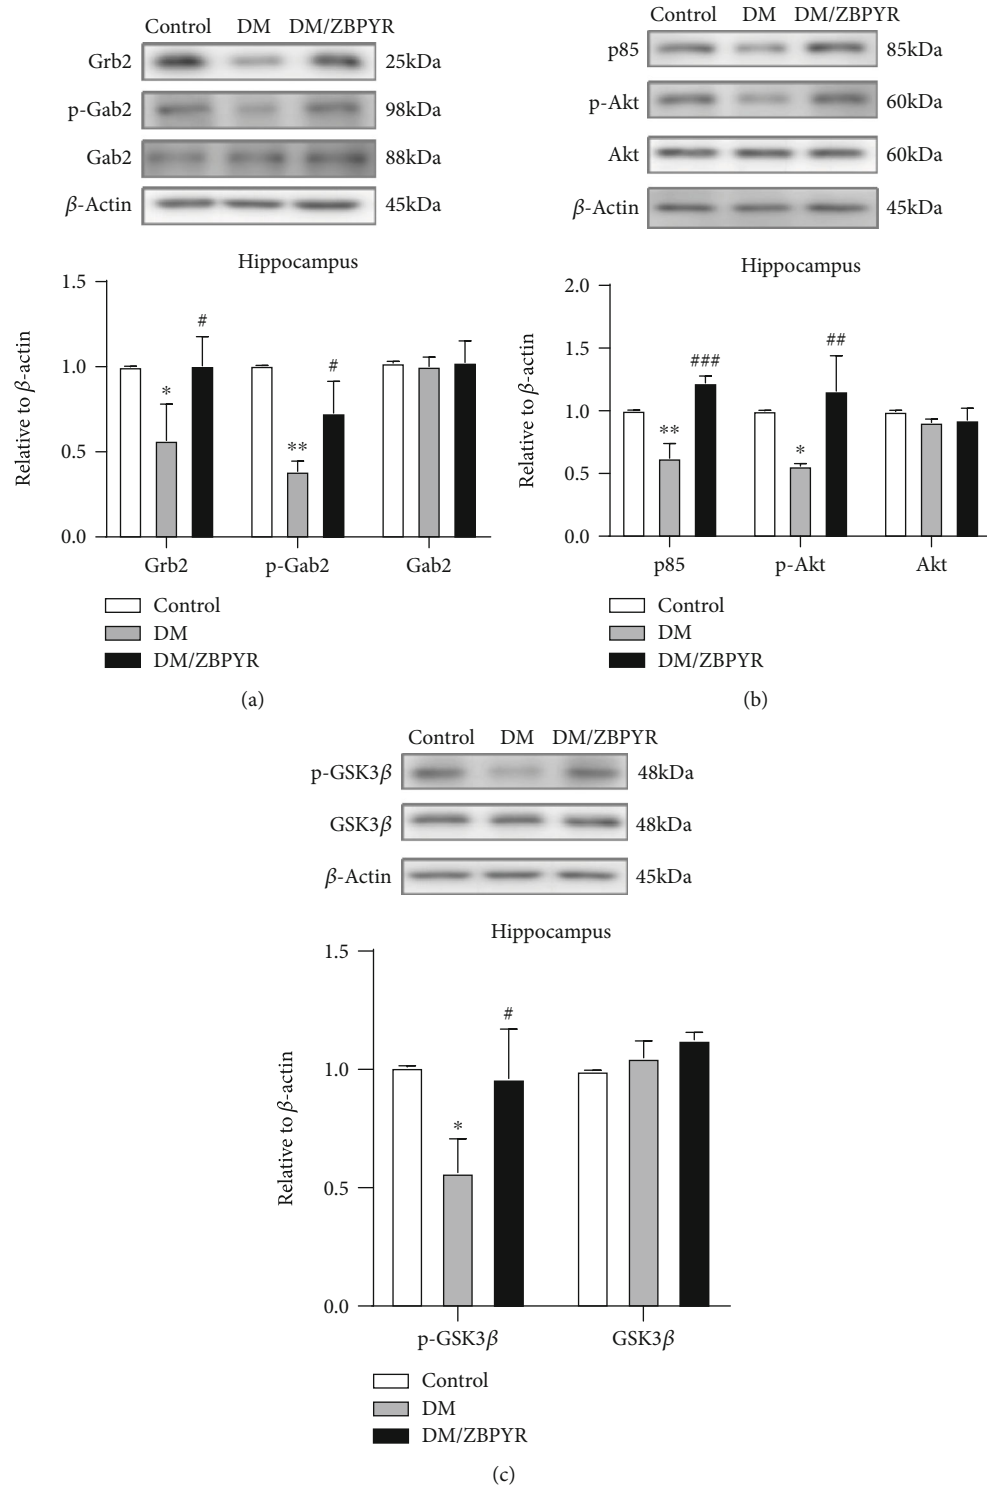 Control DM DM/ZBPYR
Grb2 25kDa
p-Gab2 98kDa
Gab2 88kDa
β-Actin 45kDa
Hippocampus
1.5
1.0
0.5
0.0
Relative to β-actin
* # ** #
Grb2 p-Gab2 Gab2
Control
DM
DM/ZBPYR
(a)
Control DM DM/ZBPYR
p85 85kDa
p-Akt 60kDa
Akt 60kDa
β-Actin 45kDa
Hippocampus
2.0
1.5
1.0
0.5
0.0
Relative to β-actin
** ### * ##
p85 p-Akt Akt
Control
DM
DM/ZBPYR
(b)
Control DM DM/ZBPYR
p-GSK3β 48kDa
GSK3β 48kDa
β-Actin 45kDa
Hippocampus
1.5
1.0
0.5
0.0
Relative to β-actin
* #
p-GSK3β GSK3β
Control
DM
DM/ZBPYR
(c)